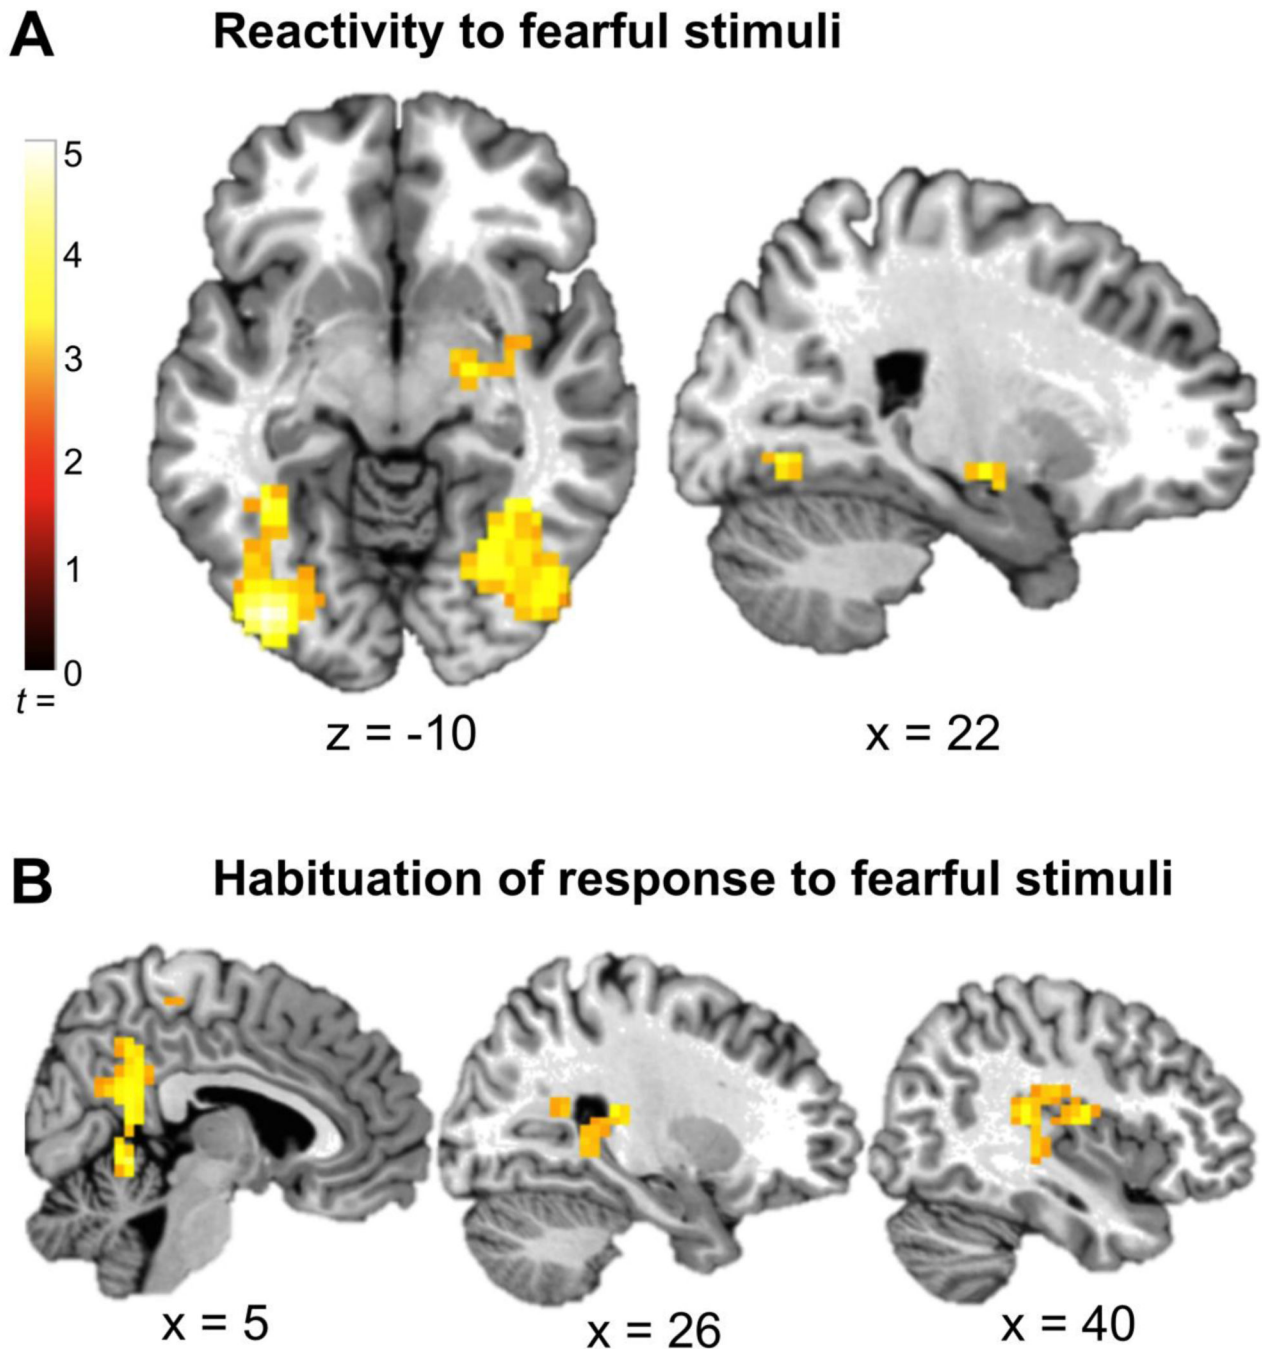 A
Reactivity to fearful stimuli
5
4
3
2
1
0
t =
z = -10
x = 22
B
Habituation of response to fearful stimuli
x = 5
x = 26
x = 40